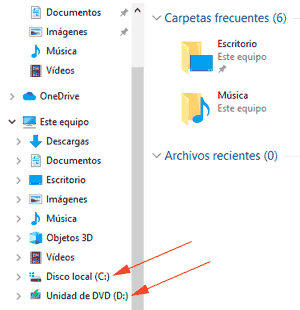 Documentos
Imágenes
Música
Vídeos
OneDrive
Este equipo
Descargas
Documentos
Escritorio
Imágenes
Música
Objetos 3D
Vídeos
Disco local (C:)
Unidad de DVD (D:)
Carpetas frecuentes (6)
Escritorio
Este equipo
Música
Este equipo
Archivos recientes (0)